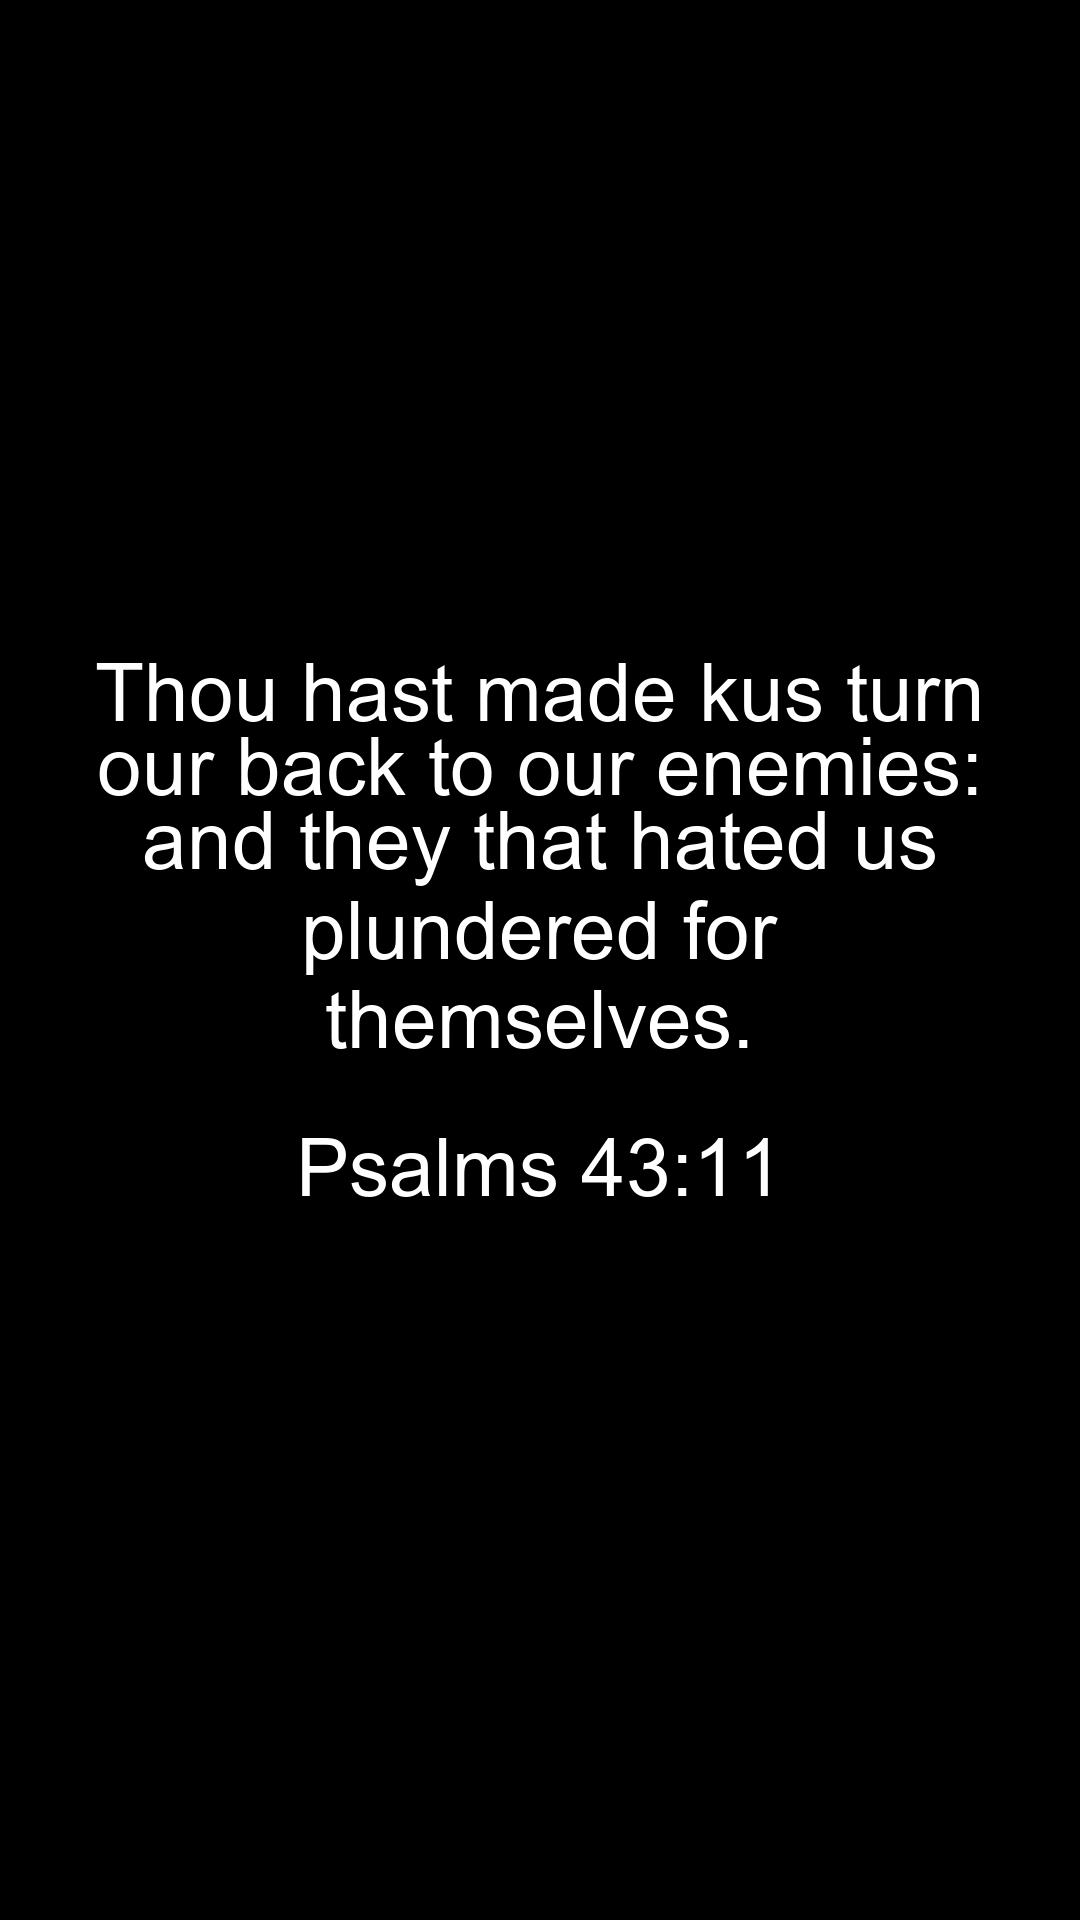 Thou hast made kus turn
our back to our enemies:
and they that hated us
plundered for
themselves.
Psalms 43:11